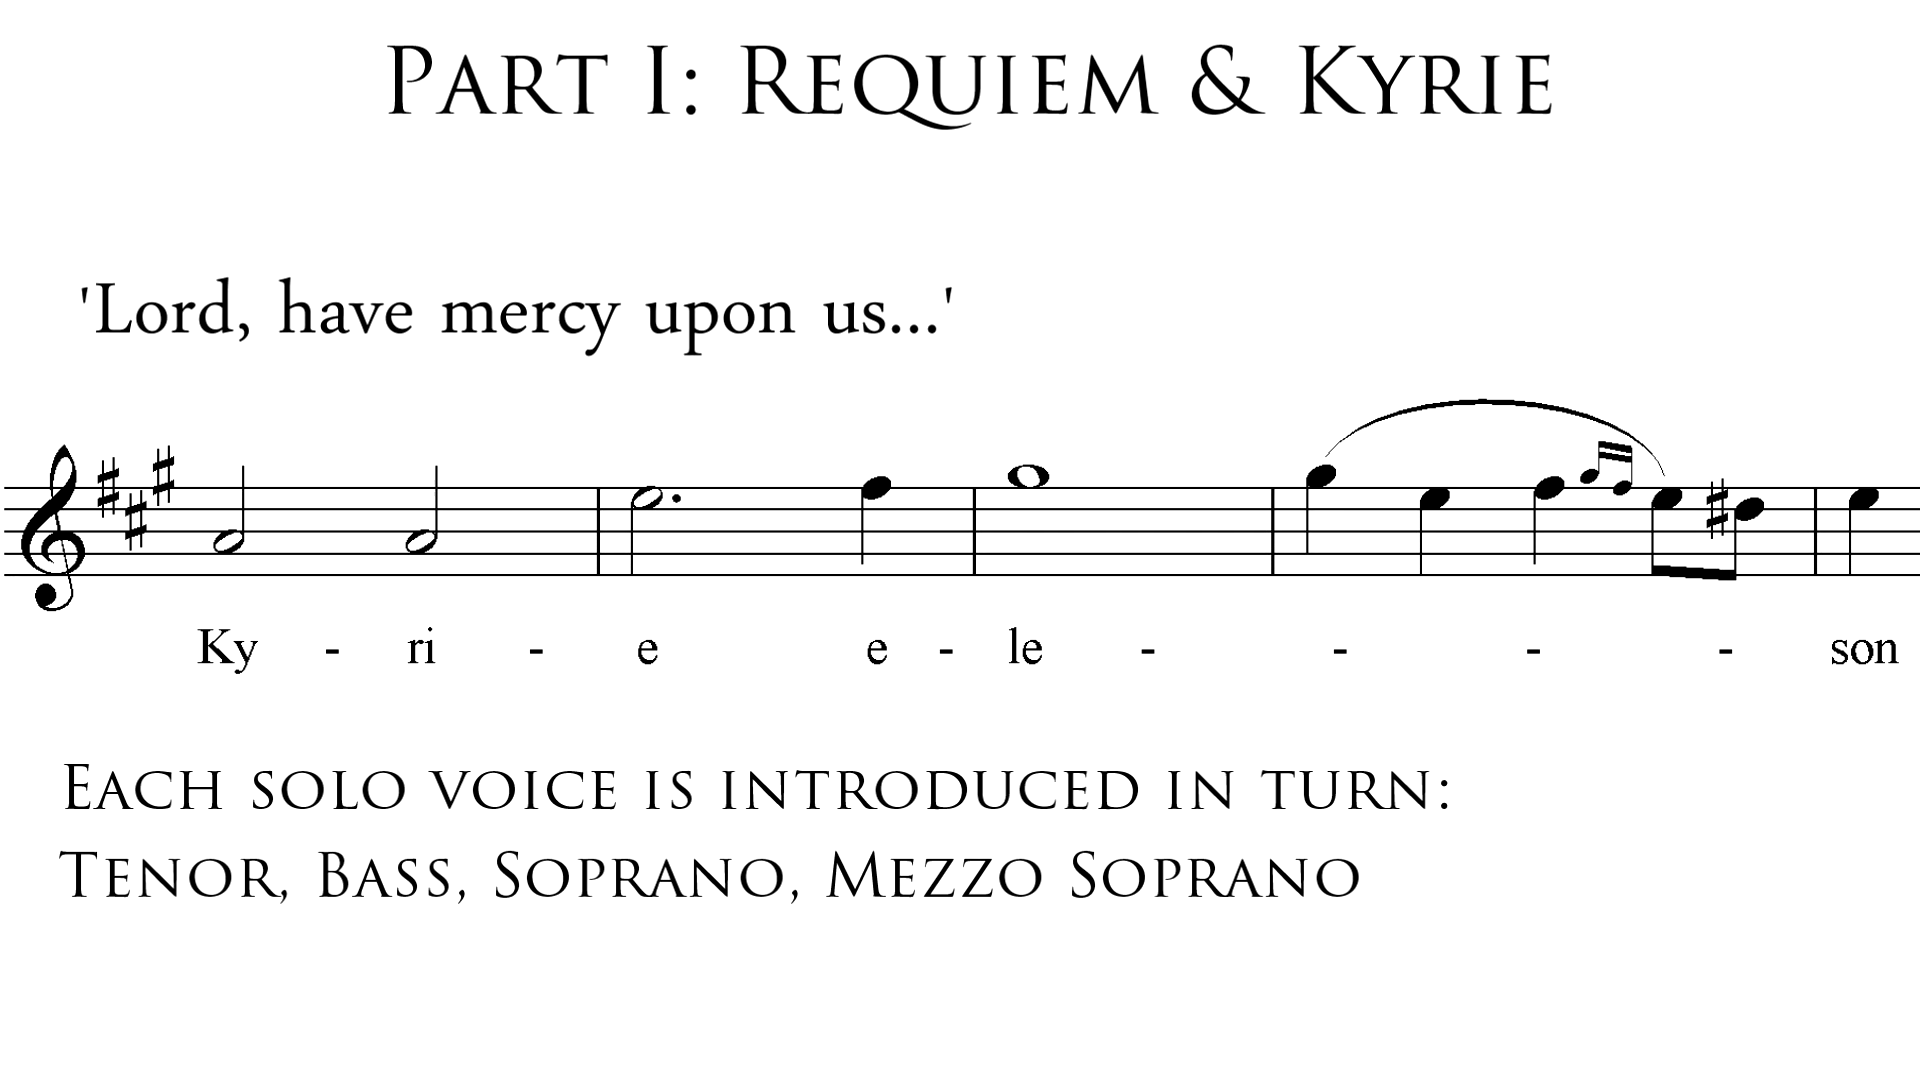 Part I: Requiem & Kyrie
'Lord, have mercy upon us...'
Ky - ri - e e - le - - - - son
Each solo voice is introduced in turn:
Tenor, Bass, Soprano, Mezzo Soprano